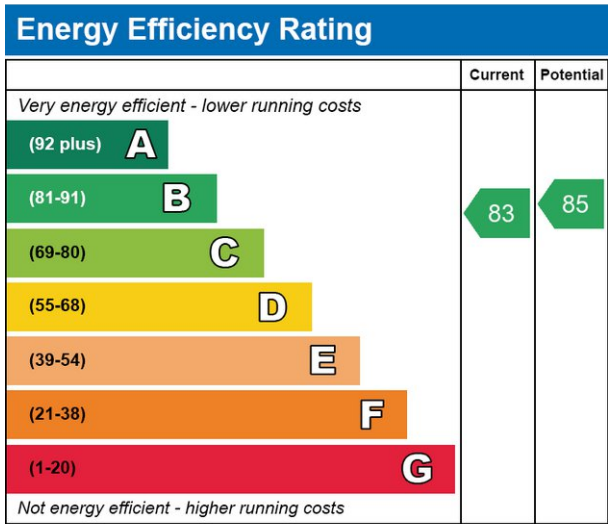 Energy Efficiency Rating
Current Potential
Very energy efficient - lower running costs
(92 plus) A
(81-91) B
83 85
(69-80) C
(55-68) D
(39-54) E
(21-38) F
(1-20) G
Not energy efficient - higher running costs